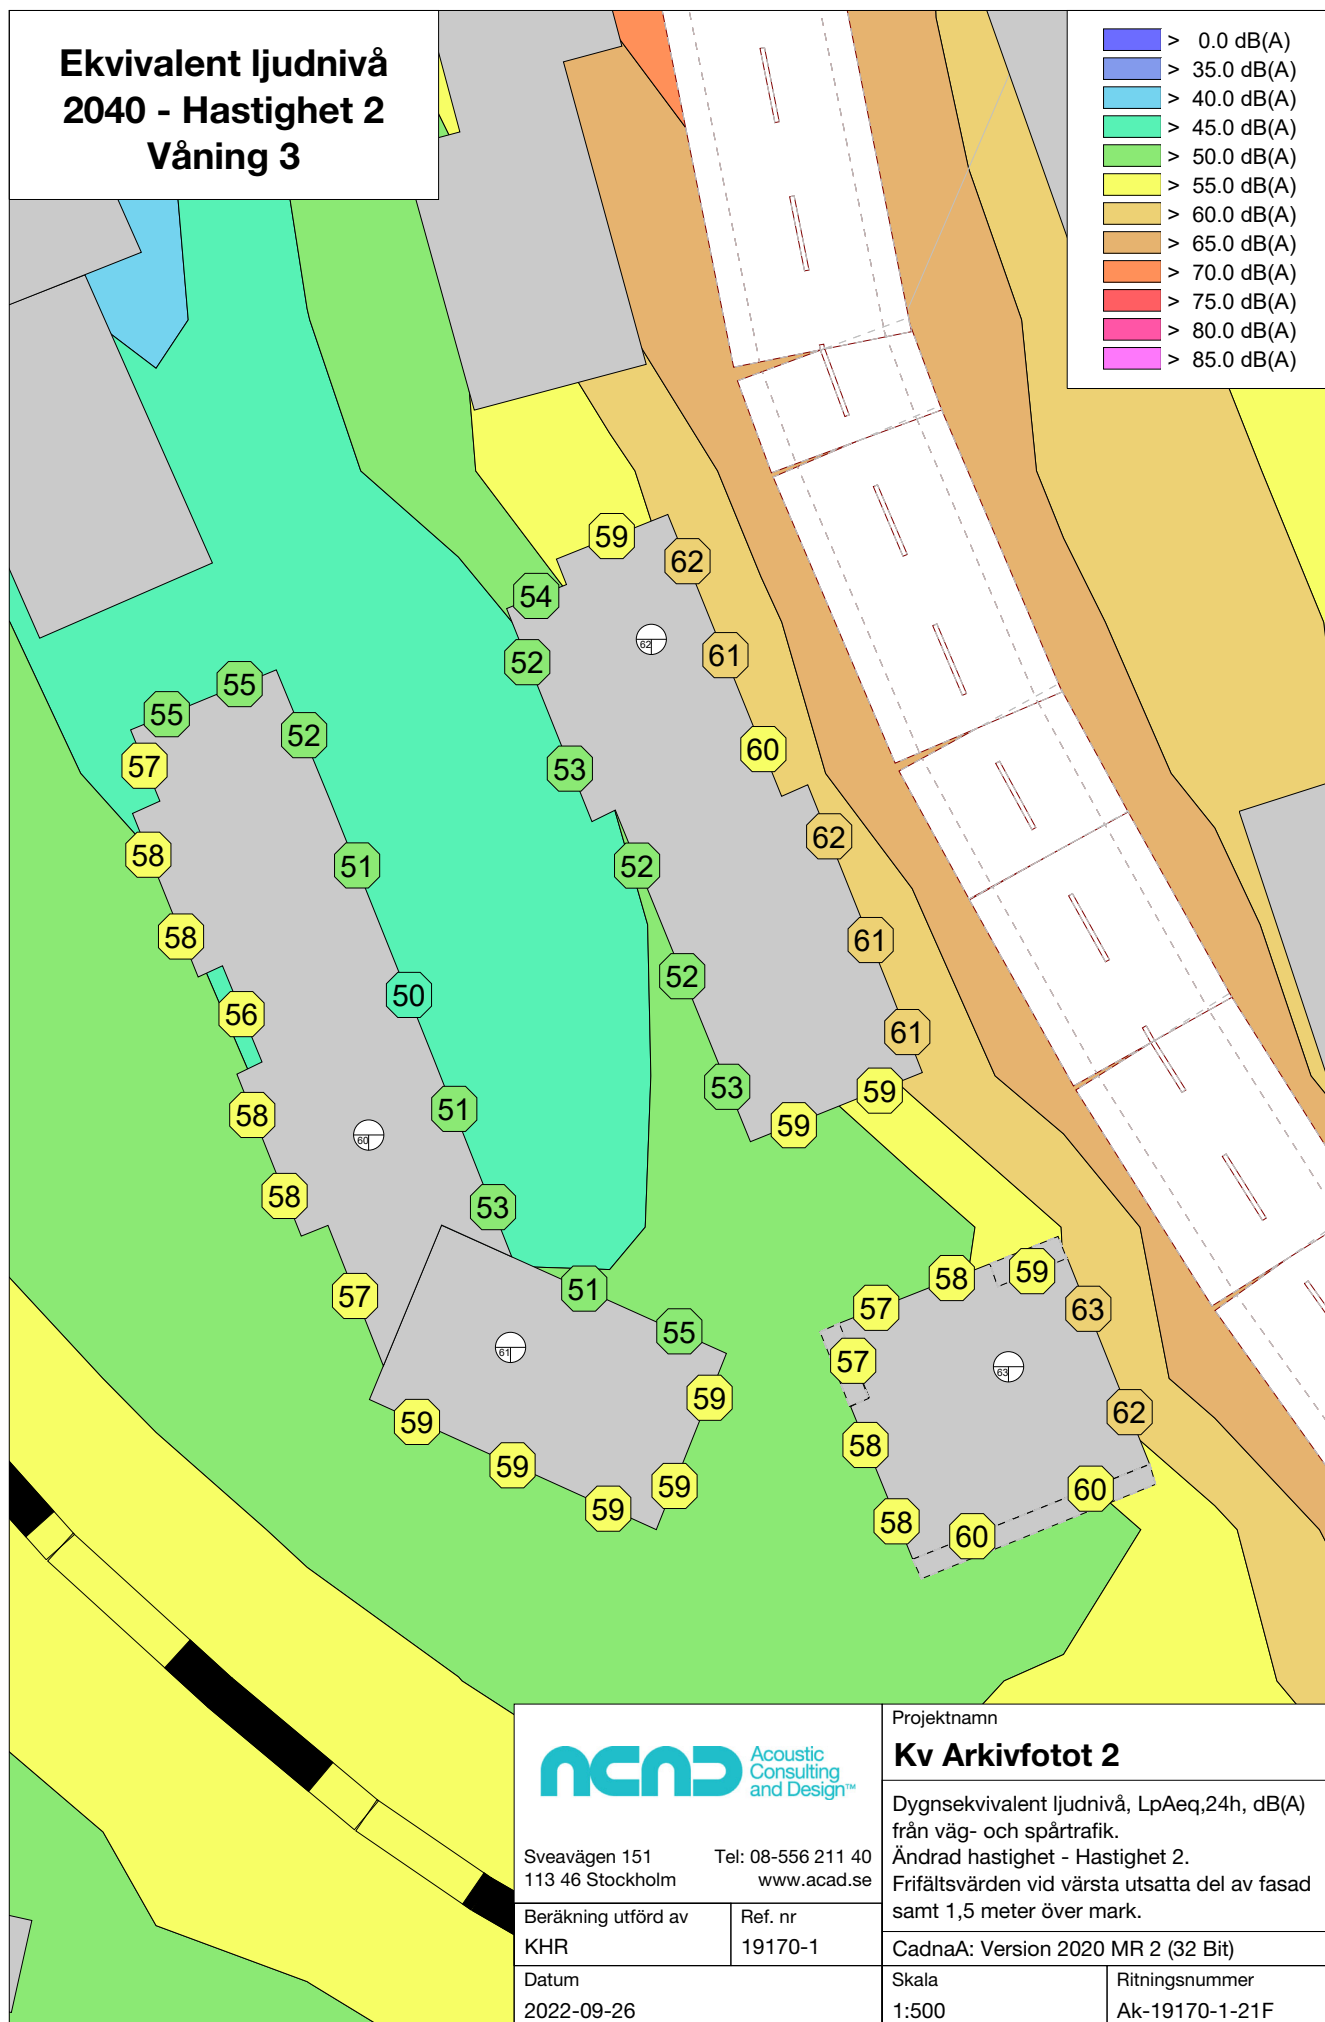 Ekvivalent ljudnivå
2040 - Hastighet 2
Våning 3
> 0.0 dB(A)
> 35.0 dB(A)
> 40.0 dB(A)
> 45.0 dB(A)
> 50.0 dB(A)
> 55.0 dB(A)
> 60.0 dB(A)
> 65.0 dB(A)
> 70.0 dB(A)
> 75.0 dB(A)
> 80.0 dB(A)
> 85.0 dB(A)
59
62
54
62
52
61
55
55
52
60
57
53
62
58
51
52
58
61
52
50
56
61
53
59
51
58
59
60
58
53
59
58
51
57
63
57
55
61
57
63
59
62
59
58
59
59
60
59
58
60
ACAD
Acoustic
Consulting
and Design™
Sveavägen 151
113 46 Stockholm
Tel: 08-556 211 40
www.acad.se
Beräkning utförd av
KHR
Ref. nr
19170-1
Datum
2022-09-26
Projektnamn
Kv Arkivfotot 2
Dygnsekvivalent ljudnivå, LpAeq,24h, dB(A)
från väg- och spårtrafik.
Ändrad hastighet - Hastighet 2.
Frifältsvärden vid värsta utsatta del av fasad
samt 1,5 meter över mark.
CadnaA: Version 2020 MR 2 (32 Bit)
Skala
1:500
Ritningsnummer
Ak-19170-1-21F